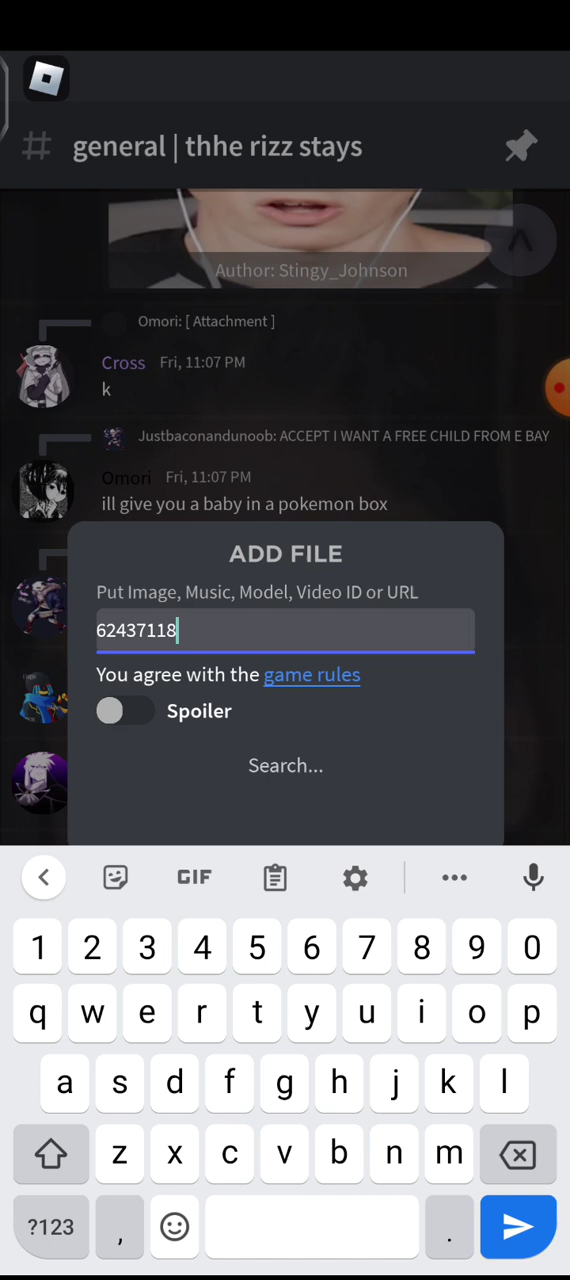 # general | thhe rizz stays
Author: Stingy_Johnson
Omori: [ Attachment ]
Cross Fri, 11:07 PM
k
Justbaconandunoob: ACCEPT I WANT A FREE CHILD FROM E BAY
Omori Fri, 11:07 PM
ill give you a baby in a pokemon box
ADD FILE
Put Image, Music, Model, Video ID or URL
62437118
You agree with the game rules
Spoiler
Search...
GIF
1 2 3 4 5 6 7 8 9 0
q w e r t y u i o p
a s d f g h j k l
z x c v b n m
?123 , .